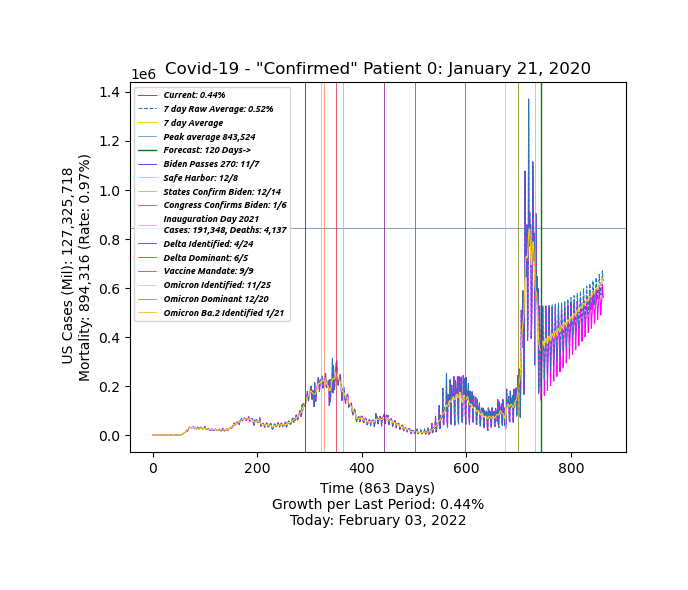 Covid-19 - "Confirmed" Patient 0: January 21, 2020
1e6
Current: 0.44%
7 day Raw Average: 0.52%
7 day Average
Peak average 843,524
Forecast: 120 Days->
Biden Passes 270: 11/7
Safe Harbor: 12/8
States Confirm Biden: 12/14
Congress Confirms Biden: 1/6
Inauguration Day 2021
Cases: 191,348, Deaths: 4,137
Delta Identified: 4/24
Delta Dominant: 6/5
Vaccine Mandate: 9/9
Omicron Identified: 11/25
Omicron Dominant 12/20
Omicron Ba.2 Identified 1/21
1.4
1.2
1.0
0.8
0.6
0.4
0.2
0.0
US Cases (Mil): 127,325,718
Mortality: 894,316 (Rate: 0.97%)
0
200
400
600
800
Time (863 Days)
Growth per Last Period: 0.44%
Today: February 03, 2022